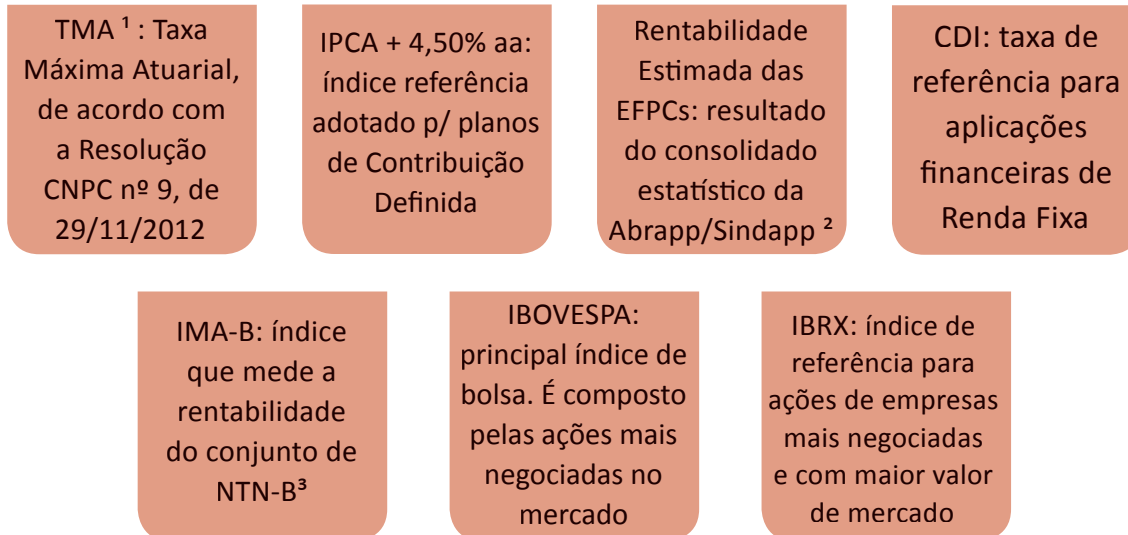 TMA ¹ : Taxa
Máxima Atuarial,
de acordo com
a Resolução
CNPC nº 9, de
29/11/2012
IPCA + 4,50% aa:
índice referência
adotado p/ planos
de Contribuição
Definida
Rentabilidade
Estimada das
EFPCs: resultado
do consolidado
estatístico da
Abrapp/Sindapp ²
CDI: taxa de
referência para
aplicações
financeiras de
Renda Fixa
IMA-B: índice
que mede a
rentabilidade
do conjunto de
NTN-B³
IBOVESPA:
principal índice de
bolsa. É composto
pelas ações mais
negociadas no
mercado
IBRX: índice de
referência para
ações de empresas
mais negociadas
e com maior valor
de mercado